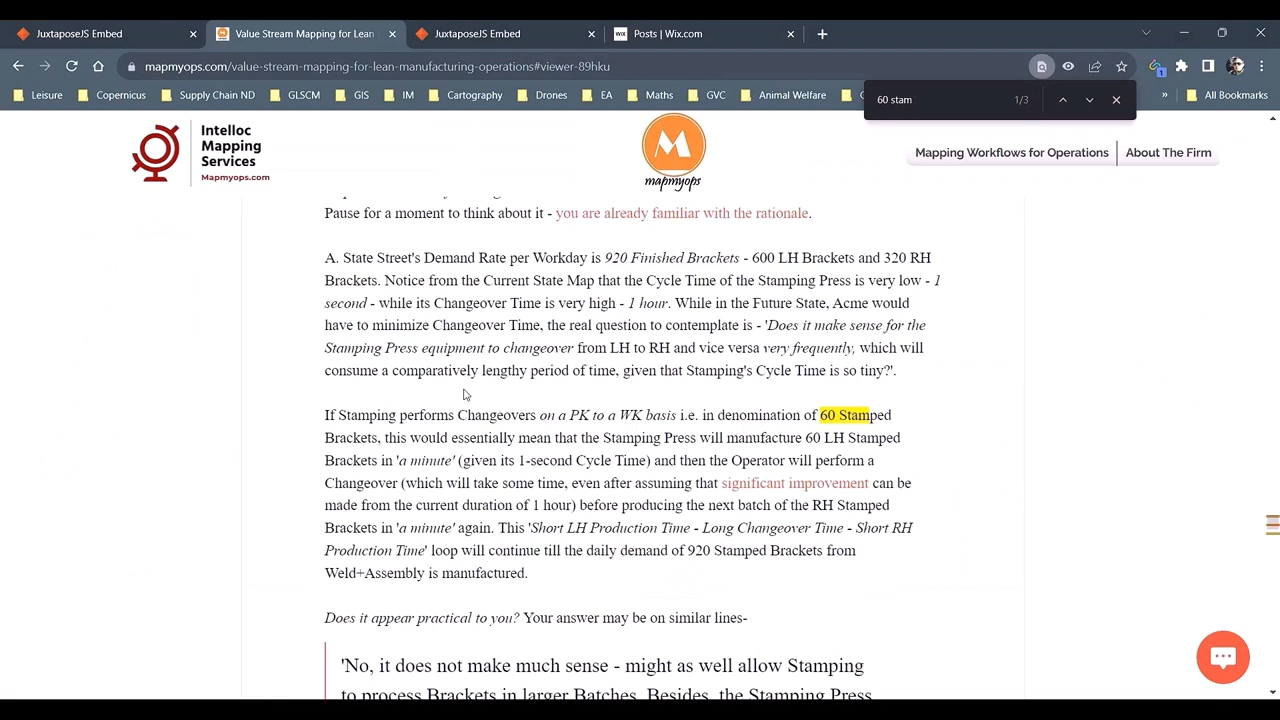 JuxtaposeJS Embed
Value Stream Mapping for Lean
JuxtaposeJS Embed
Posts | Wix.com
mapmyops.com/value-stream-mapping-for-lean-manufacturing-operations#viewer-89hku
Leisure
Copernicus
Supply Chain ND
GLSCM
GIS
IM
Cartography
Drones
EA
Maths
GVC
Animal Welfare
All Bookmarks
60 stam
1/3
Intelloc
Mapping
Services
Mapmyops.com
mapmyops
Mapping Workflows for Operations
About The Firm
Pause for a moment to think about it - you are already familiar with the rationale.
A. State Street's Demand Rate per Workday is 920 Finished Brackets - 600 LH Brackets and 320 RH
Brackets. Notice from the Current State Map that the Cycle Time of the Stamping Press is very low - 1
second - while its Changeover Time is very high - 1 hour. While in the Future State, Acme would
have to minimize Changeover Time, the real question to contemplate is - 'Does it make sense for the
Stamping Press equipment to changeover from LH to RH and vice versa very frequently, which will
consume a comparatively lengthy period of time, given that Stamping's Cycle Time is so tiny?'.
If Stamping performs Changeovers on a PK to a WK basis i.e. in denomination of 60 Stamped
Brackets, this would essentially mean that the Stamping Press will manufacture 60 LH Stamped
Brackets in 'a minute' (given its 1-second Cycle Time) and then the Operator will perform a
Changeover (which will take some time, even after assuming that significant improvement can be
made from the current duration of 1 hour) before producing the next batch of the RH Stamped
Brackets in 'a minute' again. This 'Short LH Production Time - Long Changeover Time - Short RH
Production Time' loop will continue till the daily demand of 920 Stamped Brackets from
Weld+Assembly is manufactured.
Does it appear practical to you? Your answer may be on similar lines-
'No, it does not make much sense - might as well allow Stamping
to process Brackets in larger Batches. Besides, the Stamping Press